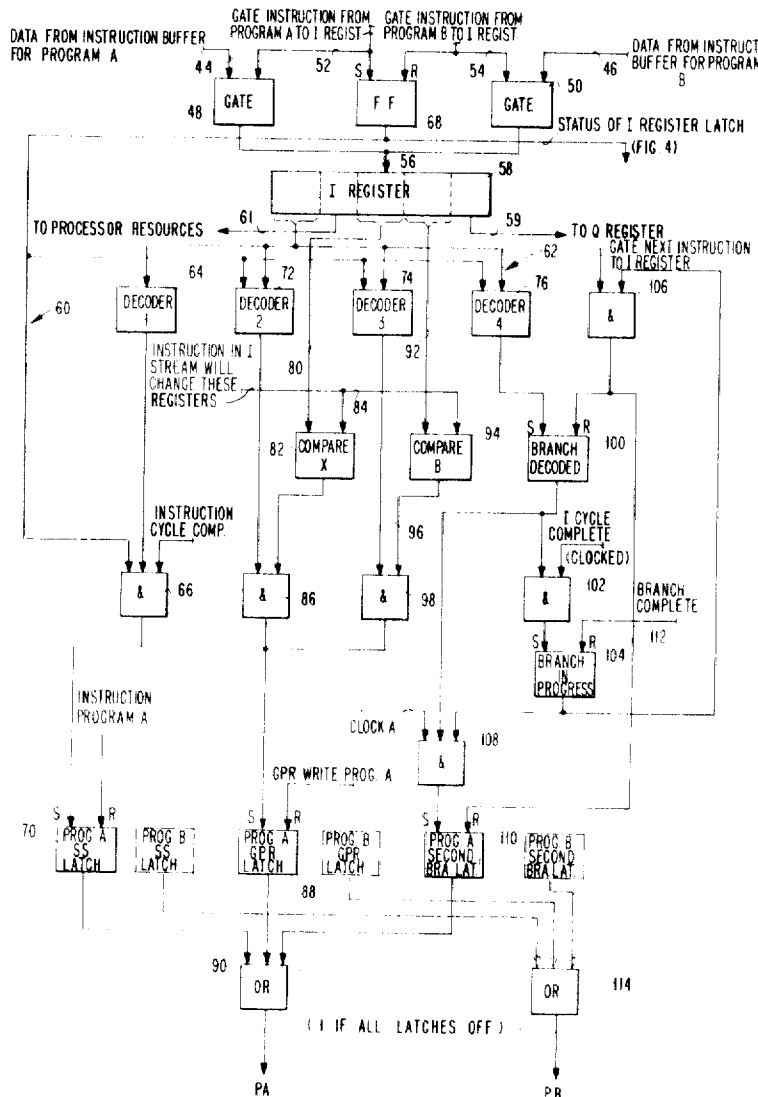 GATE INSTRUCTION FROM
PROGRAM A TO I REGIST
GATE INSTRUCTION FROM
PROGRAM B TO I REGIST
DATA FROM INSTRUCTION BUFFER
FOR PROGRAM A
DATA FROM INSTRUCT
BUFFER FOR PROGRAM
B
44
52
S
R
54
46
GATE
48
F F
68
GATE
50
STATUS OF I REGISTER LATCH
(FIG 4)
56
58
I REGISTER
TO PROCESSOR RESOURCES
61
59
TO Q REGISTER
GATE NEXT INSTRUCTION
TO I REGISTER
64
72
74
62
76
106
DECODER
1
DECODER
2
DECODER
3
DECODER
4
&
60
INSTRUCTION IN I
STREAM WILL
CHANGE THESE
REGISTERS
80
92
84
82
COMPARE
X
COMPARE
B
94
S
R
BRANCH
DECODED
100
INSTRUCTION
CYCLE COMP.
96
I CYCLE
COMPLETE
(CLOCKED)
&
66
&
86
&
98
&
102
BRANCH
COMPLETE
112
S
R
104
BRANCH
IN
PROGRESS
INSTRUCTION
PROGRAM A
CLOCK A
108
&
GPR WRITE PROG. A
S
R
S
R
S
R
70
PROG A
SS
LATCH
PROG B
SS
LATCH
PROG A
GPR
LATCH
PROG B
GPR
LATCH
PROG A
SECOND
BRA LAT.
110
PROG B
SECOND
BRA LAT.
88
90
OR
OR
114
( 1 IF ALL LATCHES OFF )
PA
PB